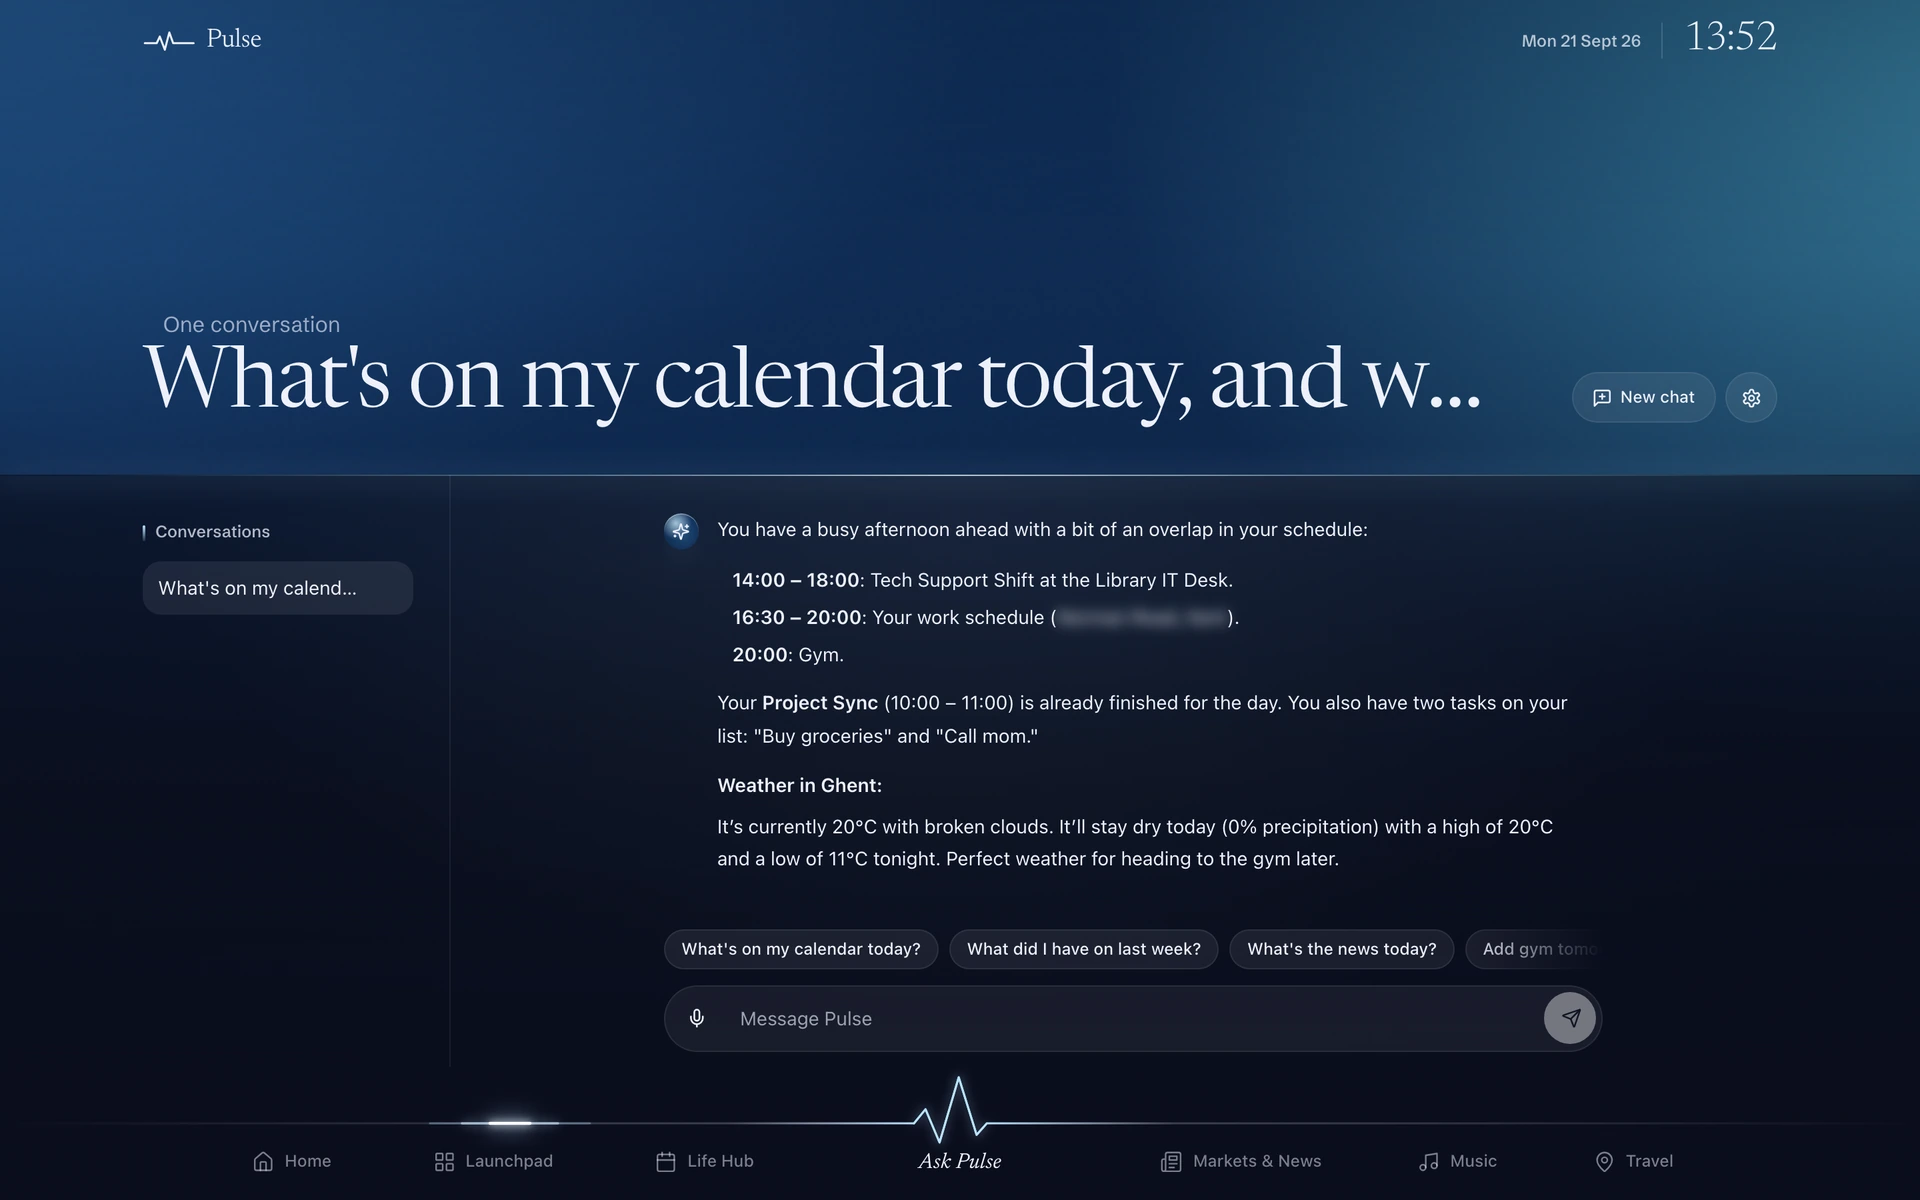 Pulse
Mon 21 Sept 26
13:52
One conversation
What's on my calendar today, and w...
New chat
Conversations
What's on my calend...
You have a busy afternoon ahead with a bit of an overlap in your schedule:
14:00 – 18:00: Tech Support Shift at the Library IT Desk.
16:30 – 20:00: Your work schedule ( ).
20:00: Gym.
Your Project Sync (10:00 – 11:00) is already finished for the day. You also have two tasks on your
list: "Buy groceries" and "Call mom."
Weather in Ghent:
It’s currently 20°C with broken clouds. It’ll stay dry today (0% precipitation) with a high of 20°C
and a low of 11°C tonight. Perfect weather for heading to the gym later.
What's on my calendar today?
What did I have on last week?
What's the news today?
Add gym tomo
Message Pulse
Home
Launchpad
Life Hub
Ask Pulse
Markets & News
Music
Travel